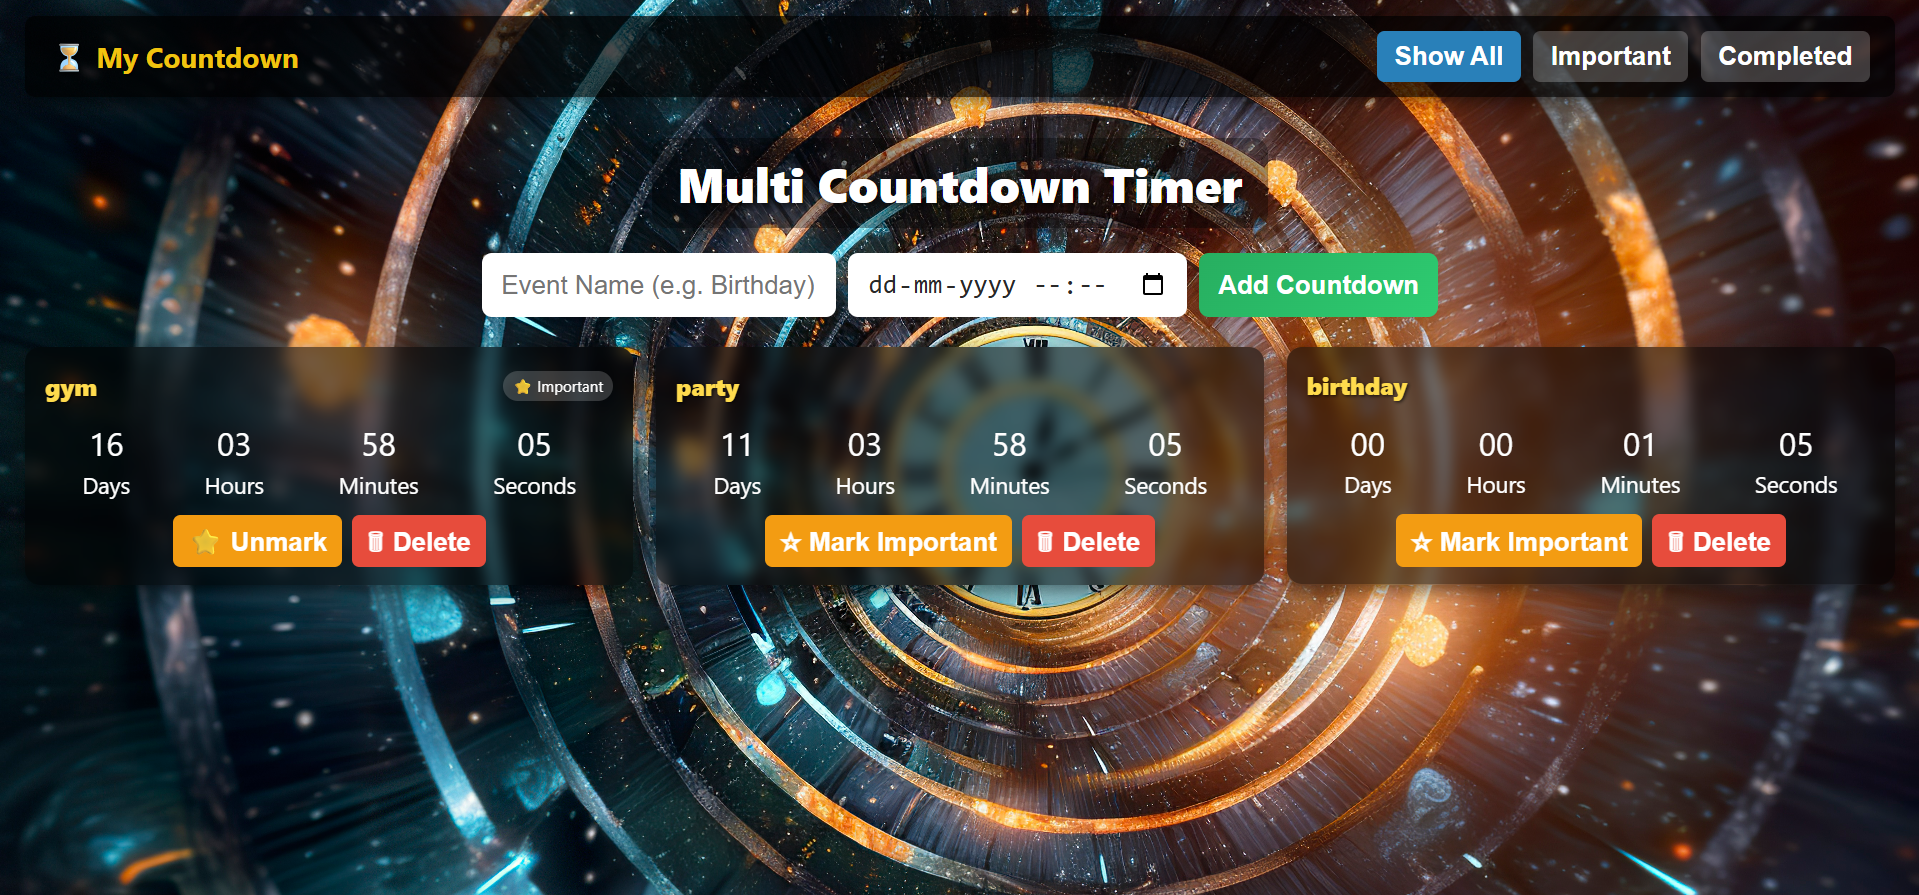 ⏳ My Countdown
Show All
Important
Completed
Multi Countdown Timer
Event Name (e.g. Birthday)
dd-mm-yyyy --:--
Add Countdown
gym
⭐ Important
16 03 58 05
Days Hours Minutes Seconds
⭐ Unmark
🗑 Delete
party
11 03 58 05
Days Hours Minutes Seconds
☆ Mark Important
🗑 Delete
birthday
00 00 01 05
Days Hours Minutes Seconds
☆ Mark Important
🗑 Delete